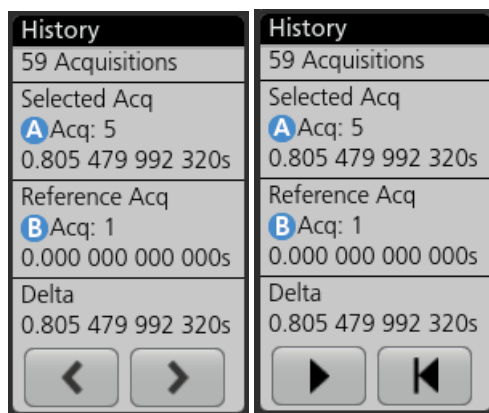 History
59 Acquisitions
Selected Acq
A Acq: 5
0.805 479 992 320s
Reference Acq
B Acq: 1
0.000 000 000 000s
Delta
0.805 479 992 320s
History
59 Acquisitions
Selected Acq
A Acq: 5
0.805 479 992 320s
Reference Acq
B Acq: 1
0.000 000 000 000s
Delta
0.805 479 992 320s